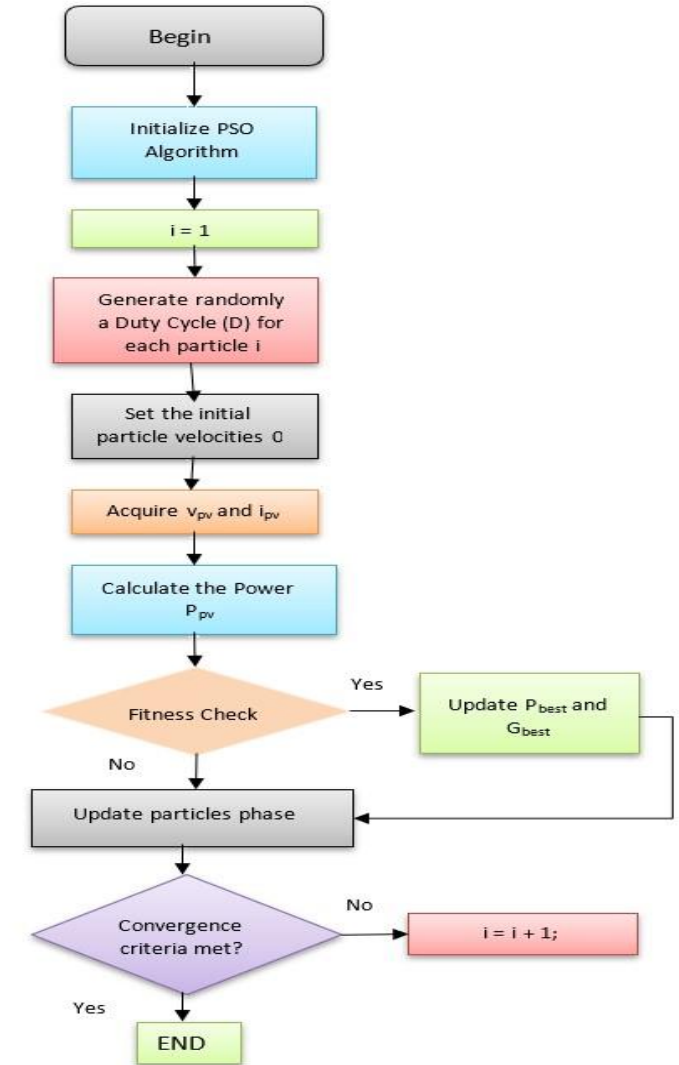 Begin
Initialize PSO
Algorithm
i = 1
Generate randomly
a Duty Cycle (D) for
each particle i
Set the initial
particle velocities 0
Acquire vpv and ipv
Calculate the Power
Ppv
Fitness Check
Yes
Update Pbest and
Gbest
No
Update particles phase
Convergence
criteria met?
No
i = i + 1;
Yes
END